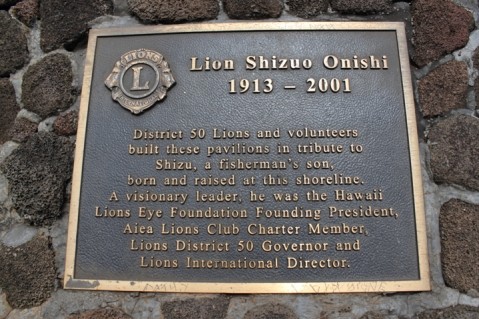 LIONS
L
Lion Shizuo Onishi
1913 – 2001
District 50 Lions and volunteers
built these pavilions in tribute to
Shizu, a fisherman's son,
born and raised at this shoreline.
A visionary leader, he was the Hawaii
Lions Eye Foundation Founding President,
Aiea Lions Club Charter Member,
Lions District 50 Governor and
Lions International Director.